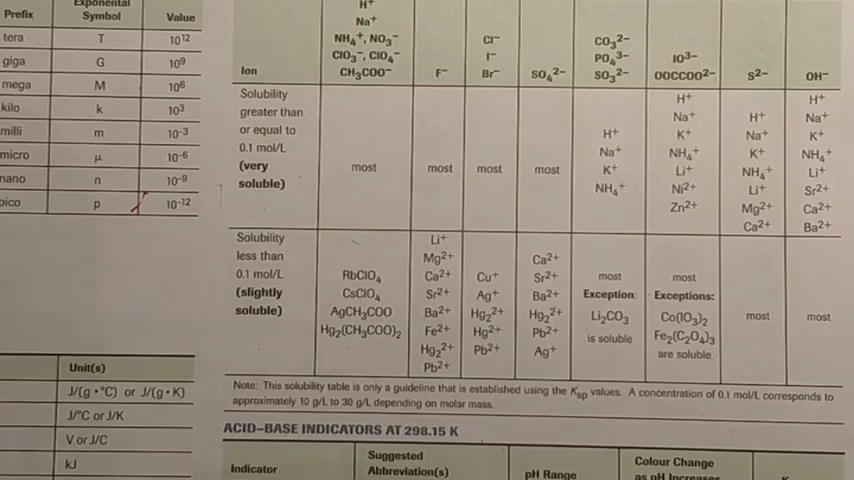 Prefix Exponential Symbol Value
tera T 10¹²
giga G 10⁹
mega M 10⁶
kilo k 10³
milli m 10⁻³
micro μ 10⁻⁶
nano n 10⁻⁹
pico p 10⁻¹²
Unit(s)
J/(g • °C) or J/(g • K)
J/°C or J/K
V or J/C
kJ
Ion
H⁺
Na⁺
NH₄⁺, NO₃⁻
ClO₃⁻, ClO₄⁻
CH₃COO⁻
F⁻
Cl⁻
I⁻
Br⁻
SO₄²⁻
CO₃²⁻
PO₄³⁻
SO₃²⁻
IO³⁻
OOCCOO²⁻
S²⁻
OH⁻
Solubility
greater than
or equal to
0.1 mol/L
(very
soluble)
most
most
most
most
H⁺
Na⁺
K⁺
NH₄⁺
H⁺
Na⁺
K⁺
NH₄⁺
Li⁺
Ni²⁺
Zn²⁺
H⁺
Na⁺
K⁺
NH₄⁺
Li⁺
Mg²⁺
Ca²⁺
H⁺
Na⁺
K⁺
NH₄⁺
Li⁺
Sr²⁺
Ca²⁺
Ba²⁺
Solubility
less than
0.1 mol/L
(slightly
soluble)
RbClO₄
CsClO₄
AgCH₃COO
Hg₂(CH₃COO)₂
Li⁺
Mg²⁺
Ca²⁺
Sr²⁺
Ba²⁺
Fe²⁺
Hg₂²⁺
Pb²⁺
Cu⁺
Ag⁺
Hg₂²⁺
Hg²⁺
Pb²⁺
Ca²⁺
Sr²⁺
Ba²⁺
Hg₂²⁺
Pb²⁺
Ag⁺
most
Exception:
Li₂CO₃
is soluble
most
Exceptions:
Co(IO₃)₂
Fe₂(C₂O₄)₃
are soluble
most
most
Note: This solubility table is only a guideline that is established using the Ksp values. A concentration of 0.1 mol/L corresponds to
approximately 10 g/L to 30 g/L depending on molar mass.
ACID–BASE INDICATORS AT 298.15 K
Indicator
Suggested
Abbreviation(s)
pH Range
Colour Change
as pH Increases